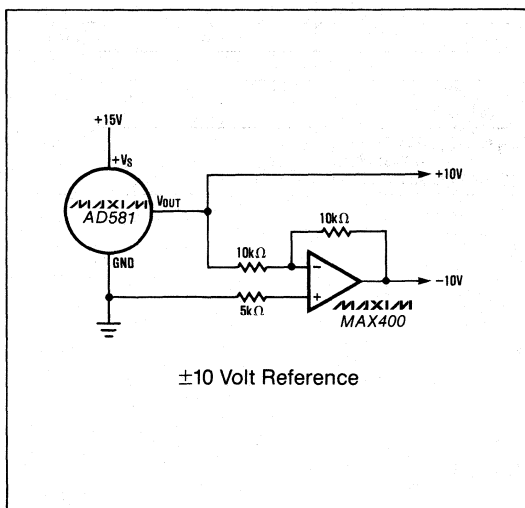 +15V
+VS
MAXIM
AD581
VOUT
GND
+10V
10kΩ
10kΩ
−
+
5kΩ
−10V
MAXIM
MAX400
±10 Volt Reference